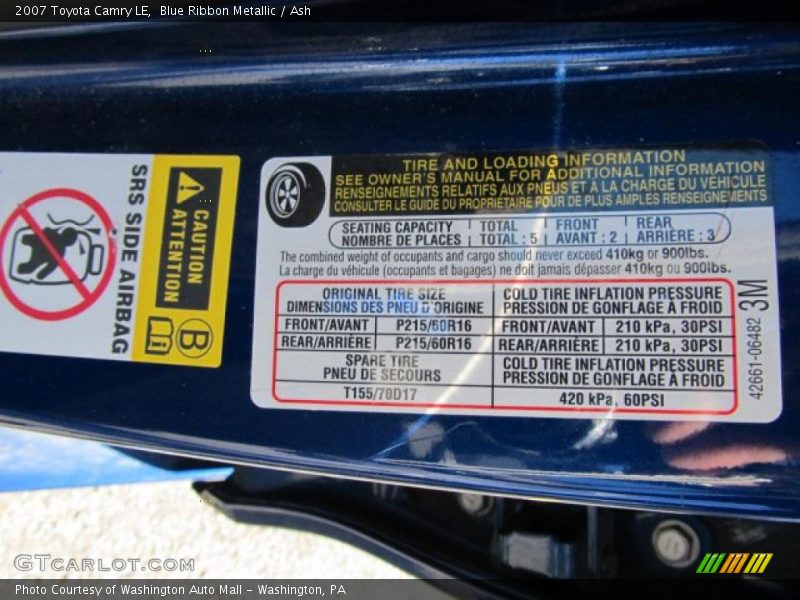 2007 Toyota Camry LE,  Blue Ribbon Metallic / Ash
SRS SIDE AIRBAG
CAUTION
ATTENTION
B
TIRE AND LOADING INFORMATION
SEE OWNER'S MANUAL FOR ADDITIONAL INFORMATION
RENSEIGNEMENTS RELATIFS AUX PNEUS ET À LA CHARGE DU VÉHICULE
CONSULTER LE GUIDE DU PROPRIÉTAIRE POUR DE PLUS AMPLES RENSEIGNEMENTS
SEATING CAPACITY TOTAL FRONT REAR
NOMBRE DE PLACES TOTAL : 5 AVANT : 2 ARRIÈRE : 3
The combined weight of occupants and cargo should never exceed 410kg or 900lbs.
La charge du véhicule (occupants et bagages) ne doit jamais dépasser 410kg ou 900lbs.
ORIGINAL TIRE SIZE COLD TIRE INFLATION PRESSURE
DIMENSIONS DES PNEU D'ORIGINE PRESSION DE GONFLAGE À FROID
FRONT/AVANT P215/60R16 FRONT/AVANT 210 kPa, 30PSI
REAR/ARRIÈRE P215/60R16 REAR/ARRIÈRE 210 kPa, 30PSI
SPARE TIRE COLD TIRE INFLATION PRESSURE
PNEU DE SECOURS PRESSION DE GONFLAGE À FROID
T155/70D17 420 kPa, 60PSI
42661-06482 3M
GTCarLot.com
Photo Courtesy of Washington Auto Mall - Washington, PA